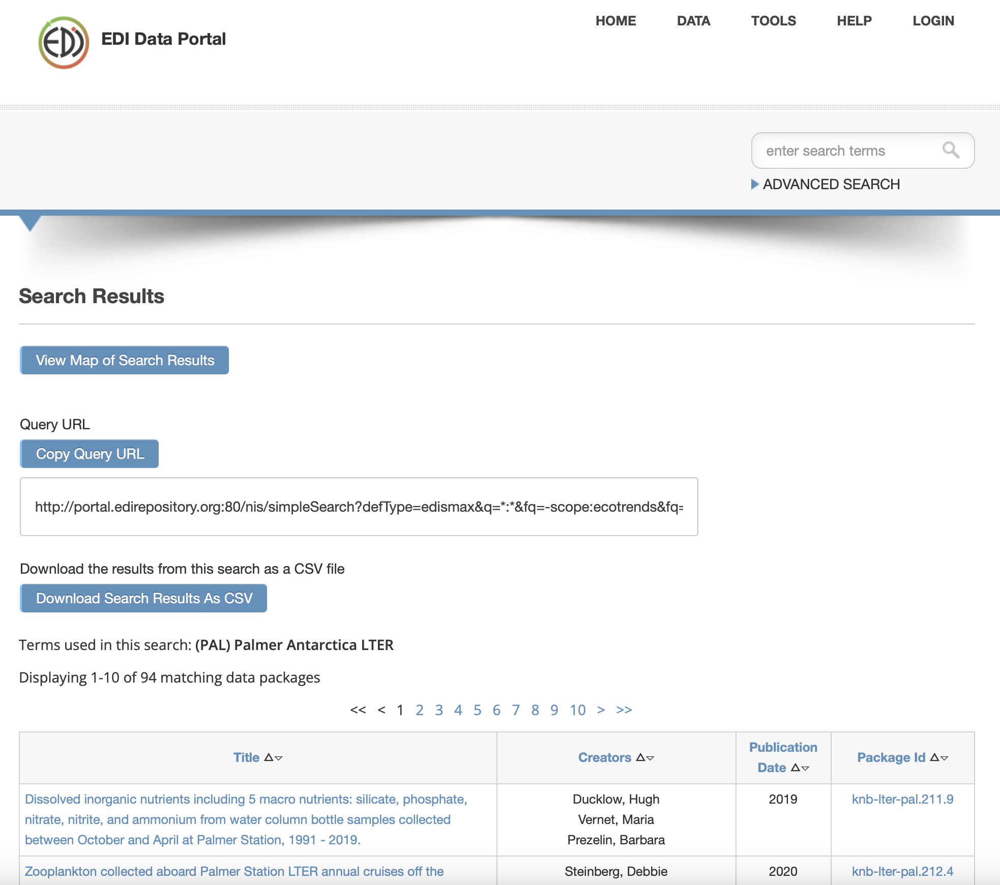 EDI
EDI Data Portal
HOME DATA TOOLS HELP LOGIN
enter search terms
ADVANCED SEARCH
Search Results
View Map of Search Results
Query URL
Copy Query URL
http://portal.edirepository.org:80/nis/simpleSearch?defType=edismax&q=*:*&fq=-scope:ecotrends&fq=
Download the results from this search as a CSV file
Download Search Results As CSV
Terms used in this search: (PAL) Palmer Antarctica LTER
Displaying 1-10 of 94 matching data packages
<< < 1 2 3 4 5 6 7 8 9 10 > >>
Title Creators Publication Date Package Id
Dissolved inorganic nutrients including 5 macro nutrients: silicate, phosphate,
nitrate, nitrite, and ammonium from water column bottle samples collected
between October and April at Palmer Station, 1991 - 2019.
Ducklow, Hugh
Vernet, Maria
Prezelin, Barbara
2019
knb-lter-pal.211.9
Zooplankton collected aboard Palmer Station LTER annual cruises off the
Steinberg, Debbie
2020
knb-lter-pal.212.4